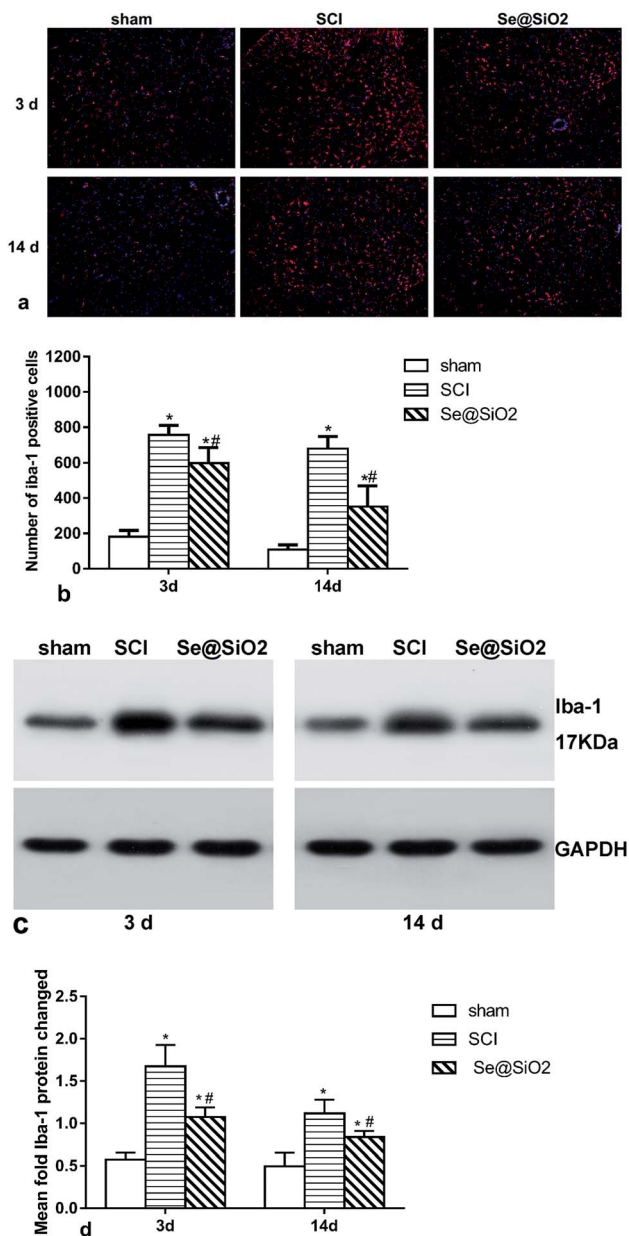 sham SCI Se@SiO2
3 d
14 d
a
Number of iba-1 positive cells
1200
1000
800
600
400
200
0
* *# * *#
3d 14d
sham
SCI
Se@SiO2
b
sham SCI Se@SiO2 sham SCI Se@SiO2
Iba-1
17KDa
GAPDH
c 3 d 14 d
Mean fold Iba-1 protein changed
2.5
2.0
1.5
1.0
0.5
0.0
* *# * *#
3d 14d
sham
SCI
Se@SiO2
d